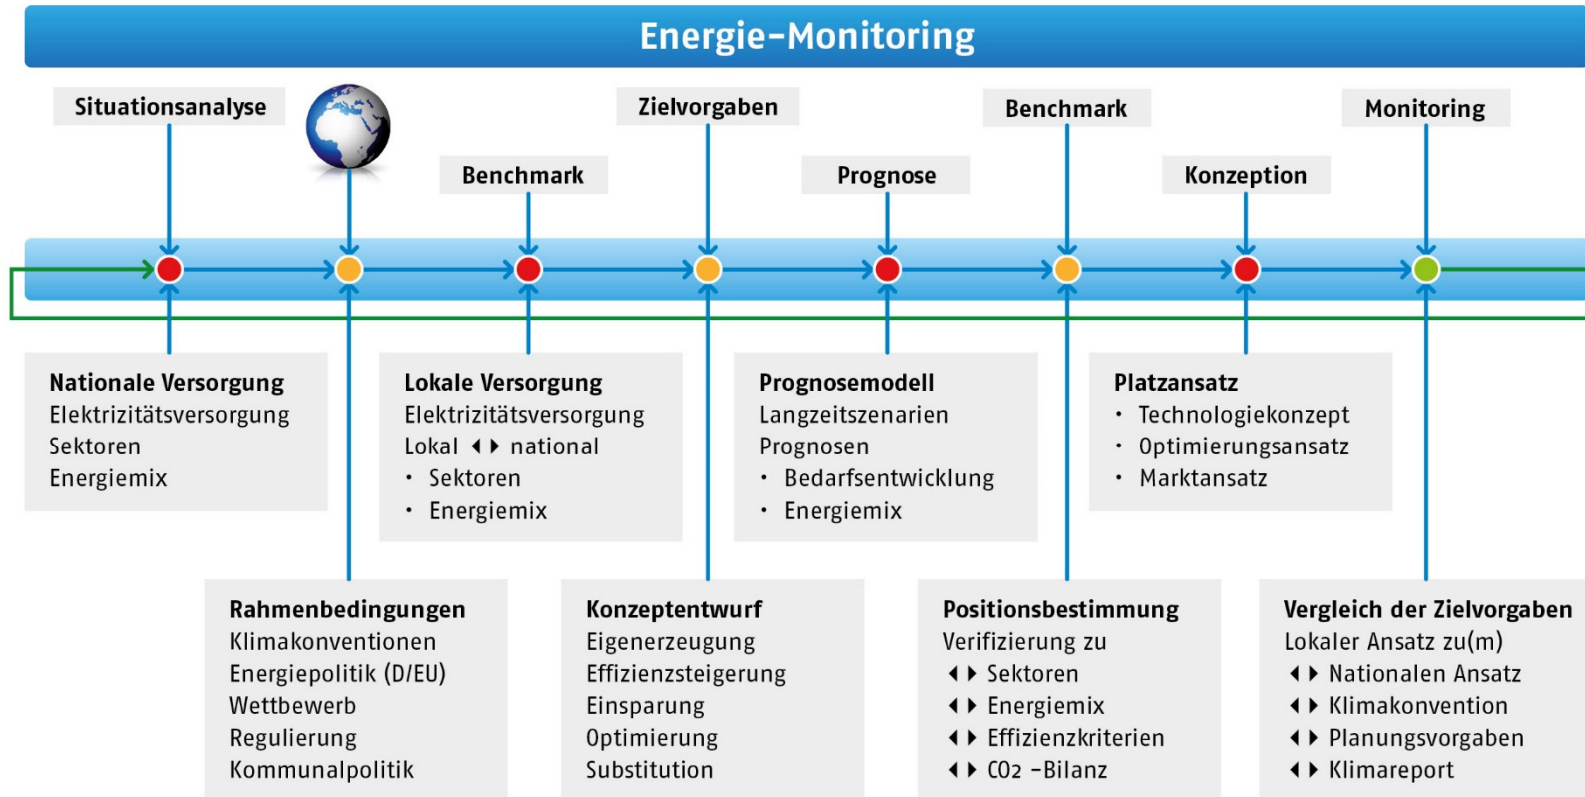 Energie-Monitoring
Situationsanalyse
Zielvorgaben
Benchmark
Monitoring
Benchmark
Prognose
Konzeption
Nationale Versorgung
Elektrizitätsversorgung
Sektoren
Energiemix
Lokale Versorgung
Elektrizitätsversorgung
Lokal ◂ ▸ national
· Sektoren
· Energiemix
Prognosemodell
Langzeitszenarien
Prognosen
· Bedarfsentwicklung
· Energiemix
Platzansatz
· Technologiekonzept
· Optimierungsansatz
· Marktansatz
Rahmenbedingungen
Klimakonventionen
Energiepolitik (D/EU)
Wettbewerb
Regulierung
Kommunalpolitik
Konzeptentwurf
Eigenerzeugung
Effizienzsteigerung
Einsparung
Optimierung
Substitution
Positionsbestimmung
Verifizierung zu
◂ ▸ Sektoren
◂ ▸ Energiemix
◂ ▸ Effizienzkriterien
◂ ▸ CO2 -Bilanz
Vergleich der Zielvorgaben
Lokaler Ansatz zu(m)
◂ ▸ Nationalen Ansatz
◂ ▸ Klimakonvention
◂ ▸ Planungsvorgaben
◂ ▸ Klimareport